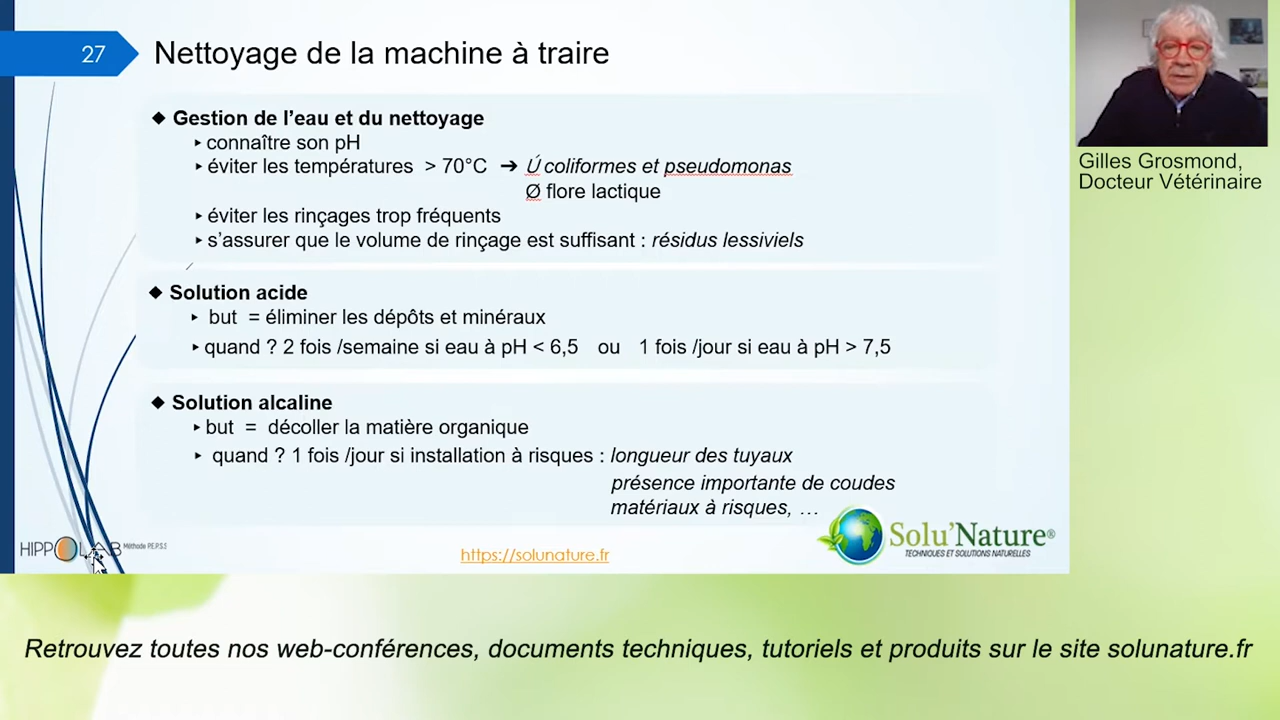 27
Nettoyage de la machine à traire
◆ Gestion de l'eau et du nettoyage
▸ connaître son pH
▸ éviter les températures > 70°C ➔ Ú coliformes et pseudomonas
Ø flore lactique
▸ éviter les rinçages trop fréquents
▸ s'assurer que le volume de rinçage est suffisant : résidus lessiviels
◆ Solution acide
▸ but = éliminer les dépôts et minéraux
▸ quand ? 2 fois /semaine si eau à pH < 6,5 ou 1 fois /jour si eau à pH > 7,5
◆ Solution alcaline
▸ but = décoller la matière organique
▸ quand ? 1 fois /jour si installation à risques : longueur des tuyaux
présence importante de coudes
matériaux à risques, …
HIPPOLAB Méthode P.E.P.S.S
https://solunature.fr
Solu'Nature®
TECHNIQUES ET SOLUTIONS NATURELLES
Gilles Grosmond,
Docteur Vétérinaire
Retrouvez toutes nos web-conférences, documents techniques, tutoriels et produits sur le site solunature.fr